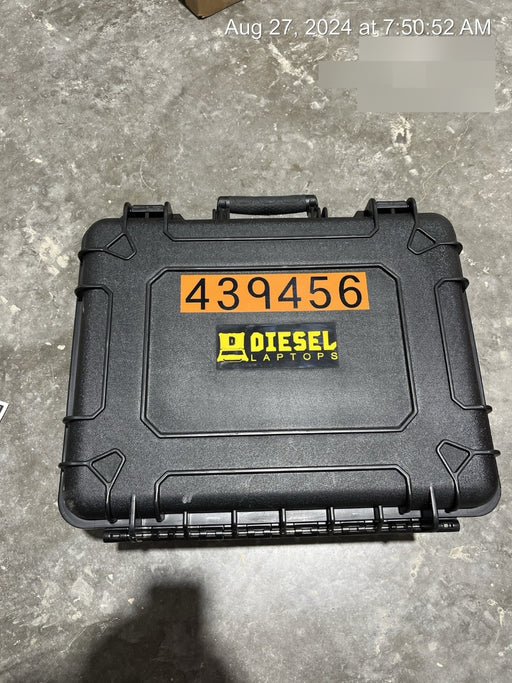 Aug 27, 2024 at 7:50:52 AM
439456
DIESEL
LAPTOPS